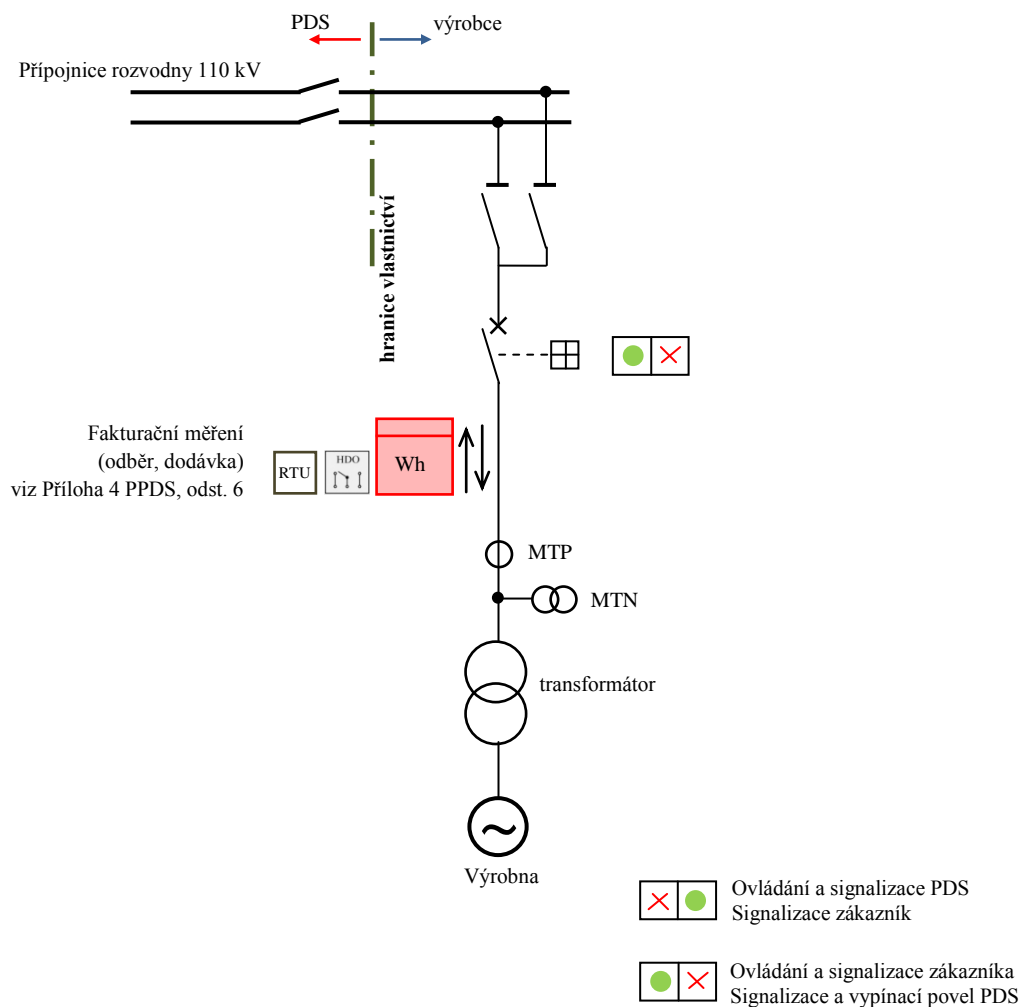 PDS
výrobce
Přípojnice rozvodny 110 kV
hranice vlastnictví
Fakturační měření
(odběr, dodávka)
viz Příloha 4 PPDS, odst. 6
RTU
HDO
Wh
MTP
MTN
transformátor
Výrobna
Ovládání a signalizace PDS
Signalizace zákazník
Ovládání a signalizace zákazníka
Signalizace a vypínací povel PDS